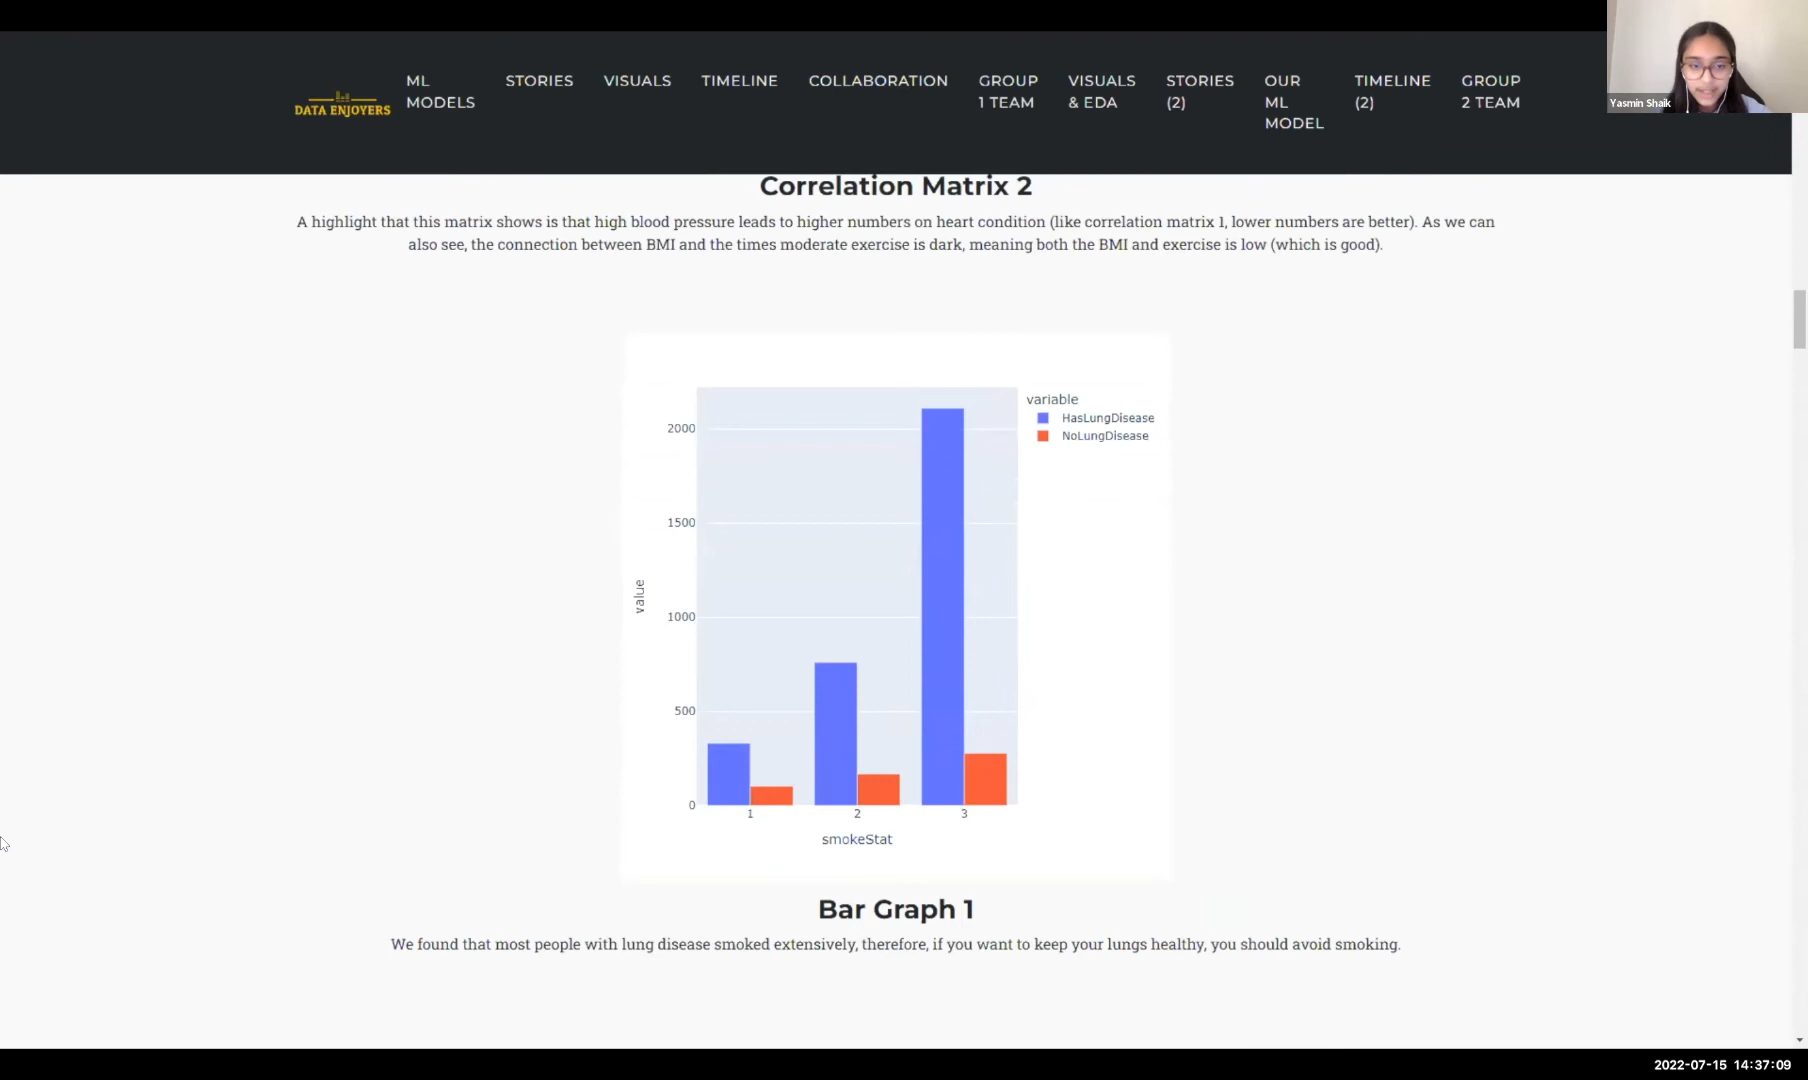 DATA ENJOYERS
ML
MODELS
STORIES
VISUALS
TIMELINE
COLLABORATION
GROUP
1 TEAM
VISUALS
& EDA
STORIES
(2)
OUR
ML
MODEL
TIMELINE
(2)
GROUP
2 TEAM
Yasmin Shaik
Correlation Matrix 2
A highlight that this matrix shows is that high blood pressure leads to higher numbers on heart condition (like correlation matrix 1, lower numbers are better). As we can
also see, the connection between BMI and the times moderate exercise is dark, meaning both the BMI and exercise is low (which is good).
variable
HasLungDisease
NoLungDisease
2000
1500
1000
500
0
value
1
2
3
smokeStat
Bar Graph 1
We found that most people with lung disease smoked extensively, therefore, if you want to keep your lungs healthy, you should avoid smoking.
2022-07-15 14:37:09